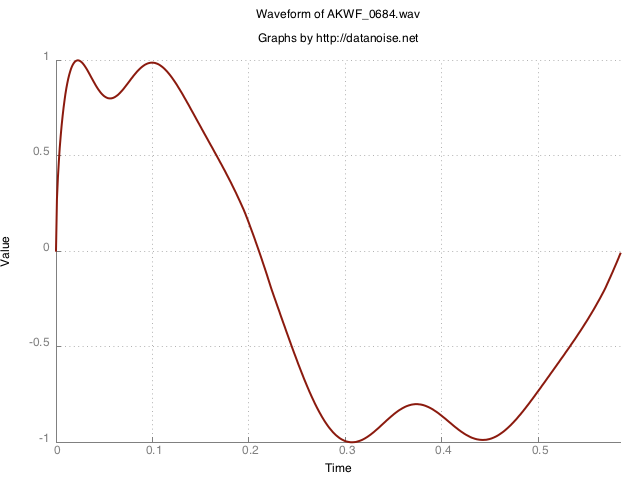 Waveform of AKWF_0684.wav
Graphs by http://datanoise.net
1
0.5
0
-0.5
-1
Value
0 0.1 0.2 0.3 0.4 0.5
Time